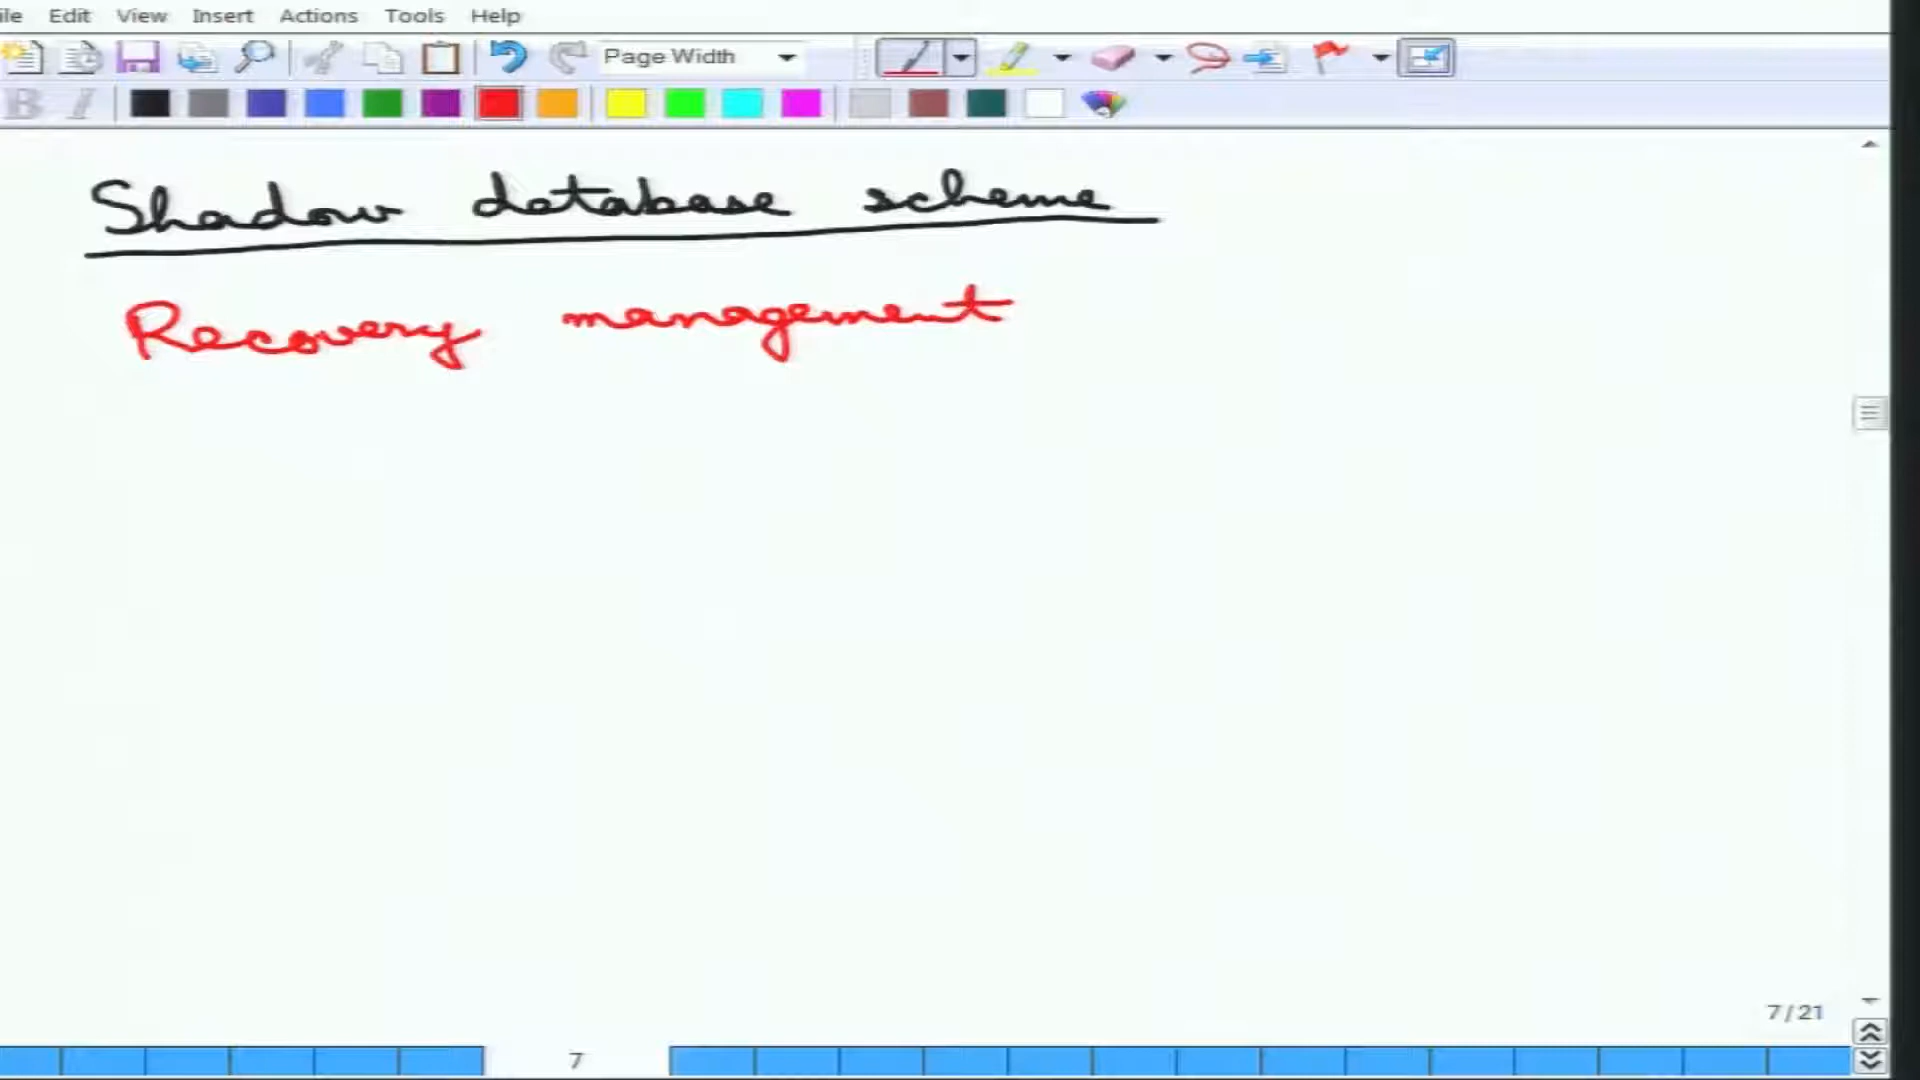 ile Edit View Insert Actions Tools Help
Page Width
B I
Shadow database scheme
Recovery management
7 / 21
7